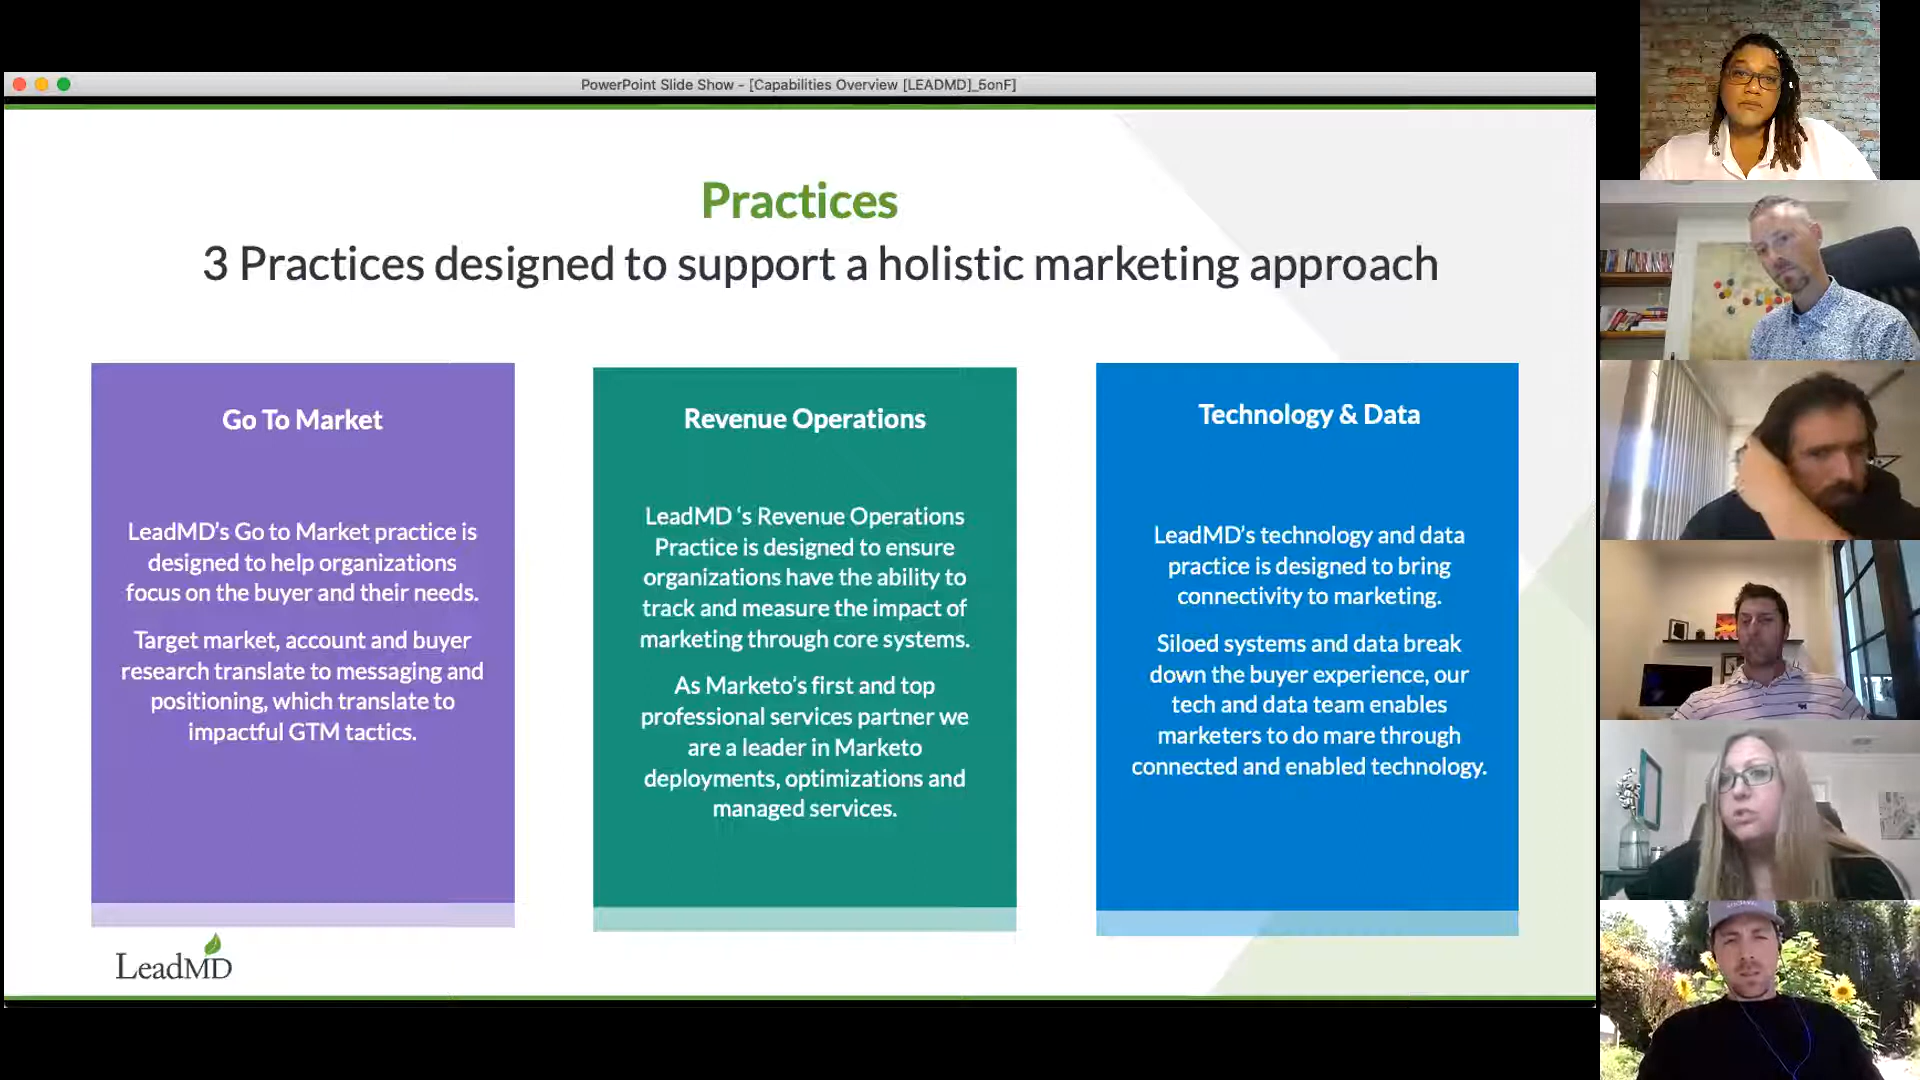 PowerPoint Slide Show - [Capabilities Overview [LEADMD]_5onF]
Practices
3 Practices designed to support a holistic marketing approach
Go To Market
LeadMD's Go to Market practice is
designed to help organizations
focus on the buyer and their needs.
Target market, account and buyer
research translate to messaging and
positioning, which translate to
impactful GTM tactics.
Revenue Operations
LeadMD ‘s Revenue Operations
Practice is designed to ensure
organizations have the ability to
track and measure the impact of
marketing through core systems.
As Marketo's first and top
professional services partner we
are a leader in Marketo
deployments, optimizations and
managed services.
Technology & Data
LeadMD's technology and data
practice is designed to bring
connectivity to marketing.
Siloed systems and data break
down the buyer experience, our
tech and data team enables
marketers to do mare through
connected and enabled technology.
LeadMD